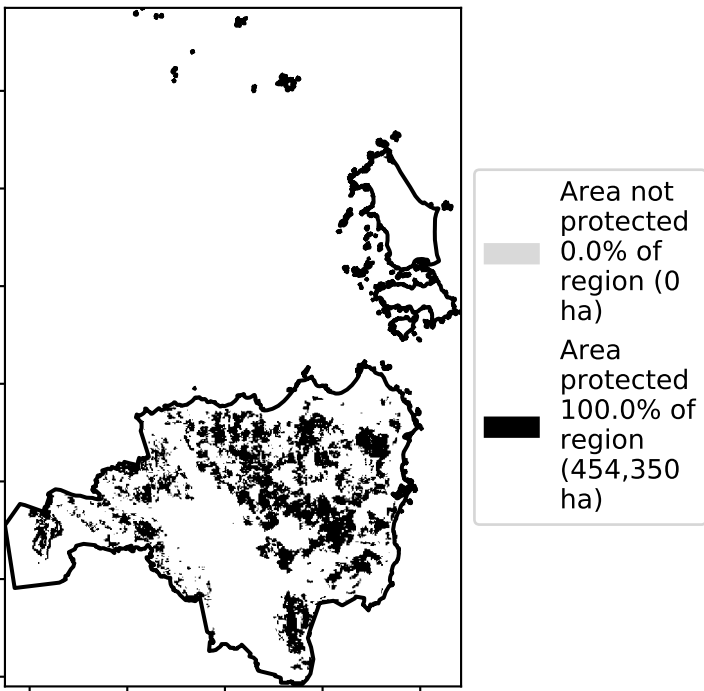 Area not
protected
0.0% of
region (0
ha)
Area
protected
100.0% of
region
(454,350
ha)